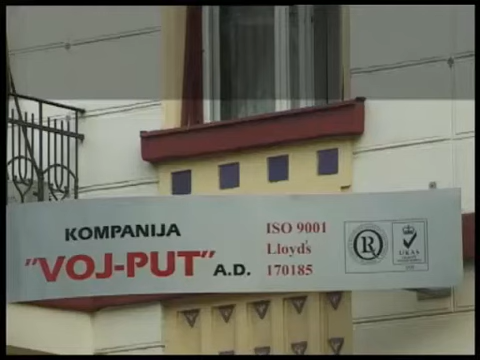 KOMPANIJA
"VOJ-PUT" A.D.
ISO 9001
Lloyd's
170185
R
UKAS